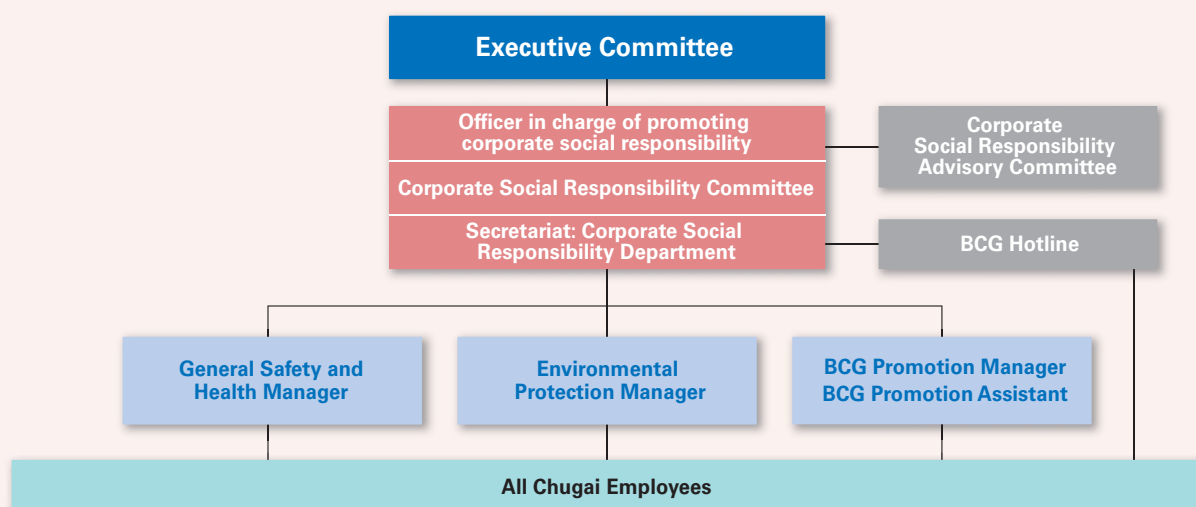 Executive Committee
Officer in charge of promoting
corporate social responsibility
Corporate
Social Responsibility
Advisory Committee
Corporate Social Responsibility Committee
Secretariat: Corporate Social
Responsibility Department
BCG Hotline
General Safety and
Health Manager
Environmental
Protection Manager
BCG Promotion Manager
BCG Promotion Assistant
All Chugai Employees